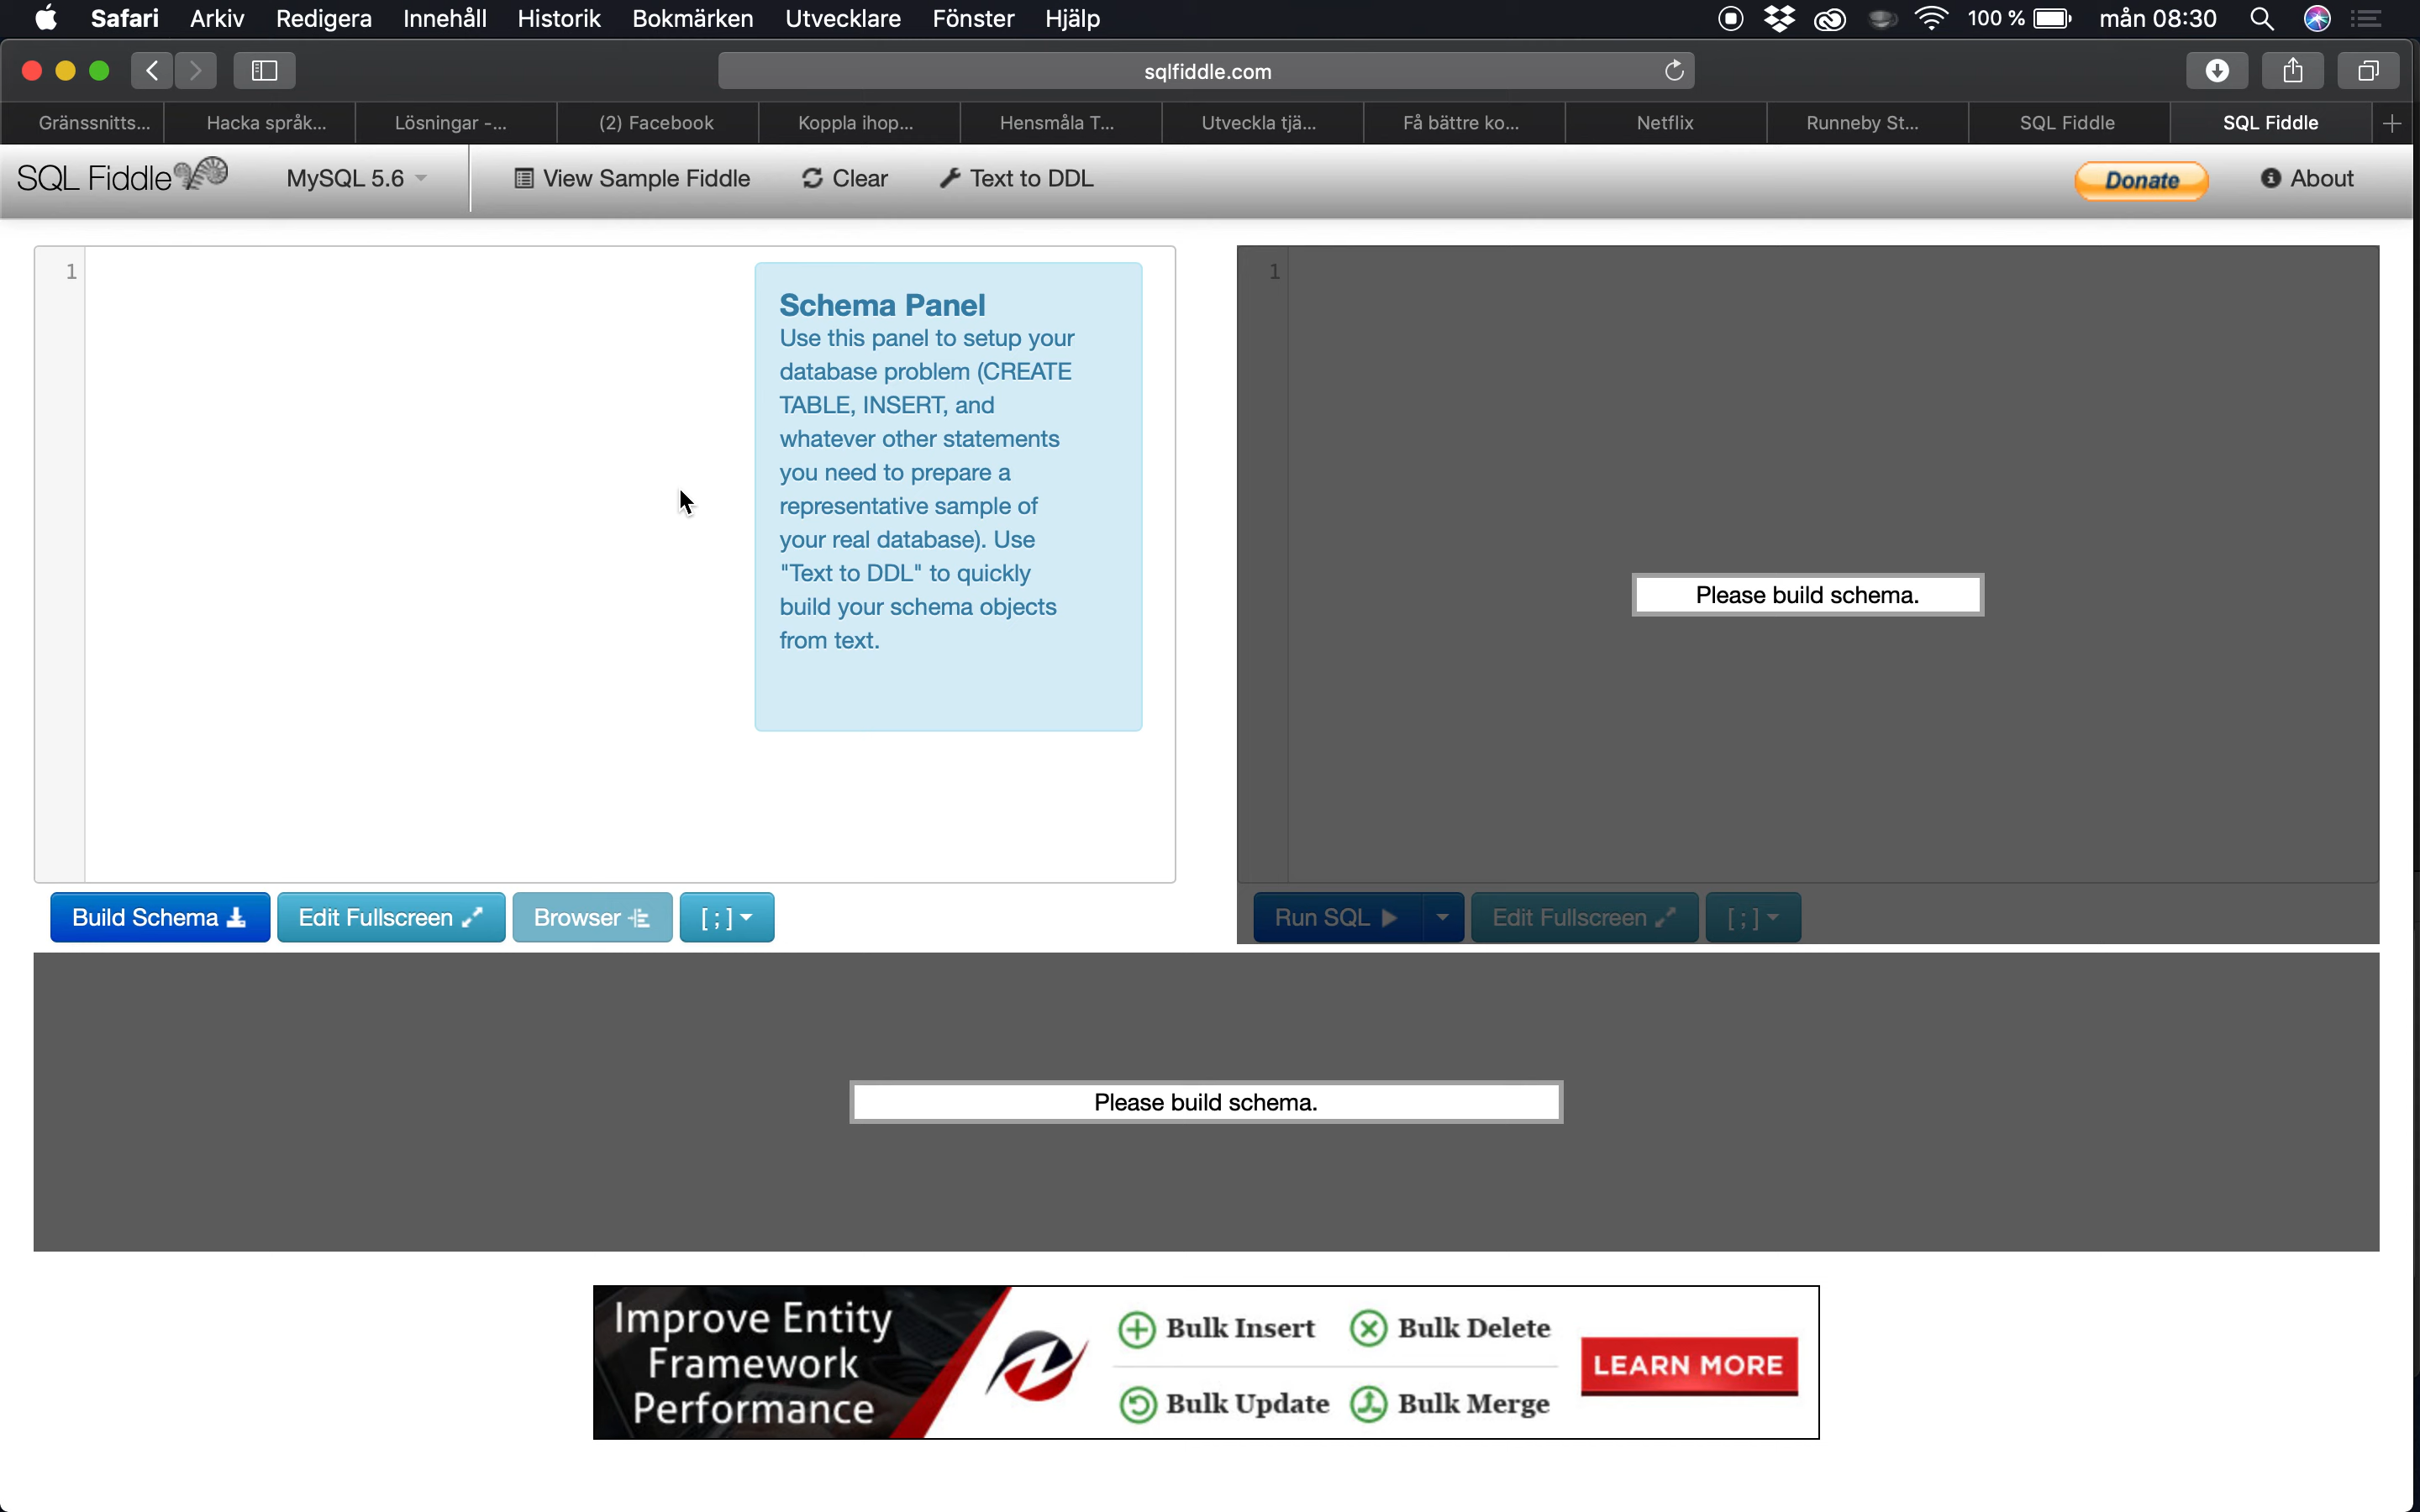 Safari Arkiv Redigera Innehåll Historik Bokmärken Utvecklare Fönster Hjälp 100 % mån 08:30
sqlfiddle.com
Gränssnitts... Hacka språk... Lösningar -... (2) Facebook Koppla ihop... Hensmåla T... Utveckla tjä... Få bättre ko... Netflix Runneby St... SQL Fiddle SQL Fiddle
SQL Fiddle MySQL 5.6 View Sample Fiddle Clear Text to DDL Donate About
1
Schema Panel
Use this panel to setup your
database problem (CREATE
TABLE, INSERT, and
whatever other statements
you need to prepare a
representative sample of
your real database). Use
"Text to DDL" to quickly
build your schema objects
from text.
Build Schema Edit Fullscreen Browser [ ; ]
1
Please build schema.
Run SQL Edit Fullscreen [ ; ]
Please build schema.
Improve Entity
Framework
Performance
Bulk Insert Bulk Delete
Bulk Update Bulk Merge
LEARN MORE